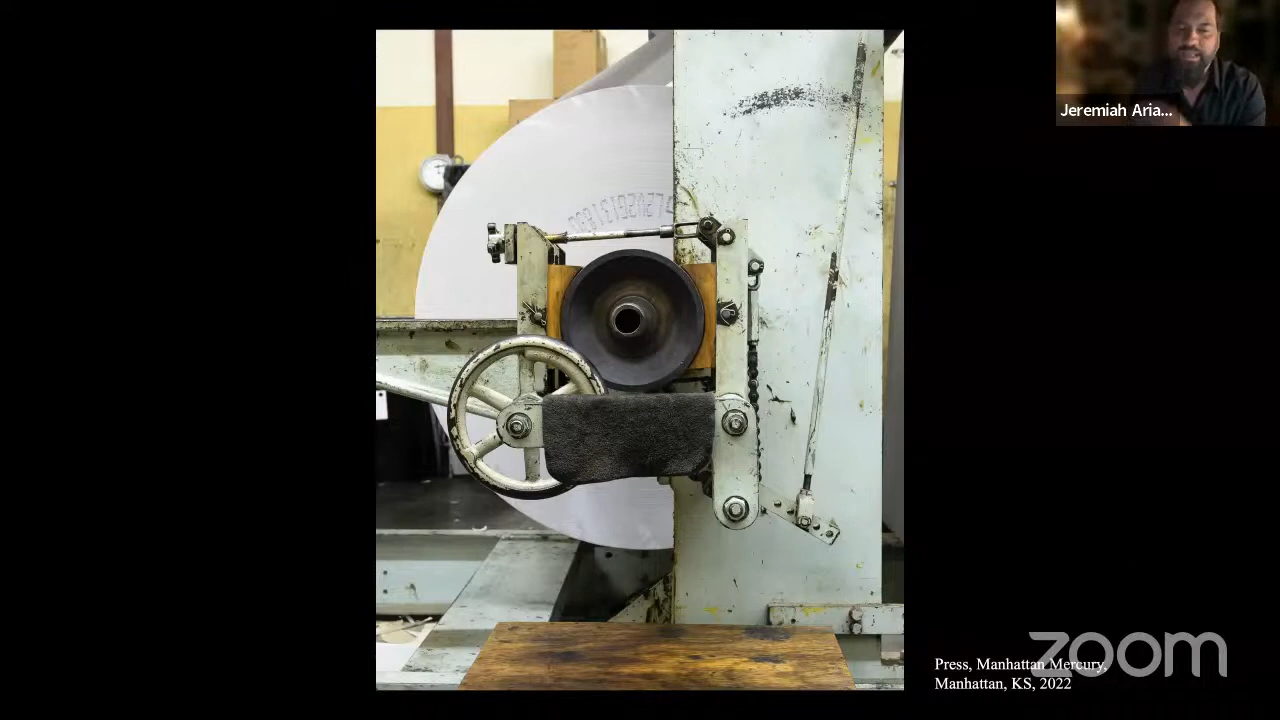 Jeremiah Aria...
Press, Manhattan Mercury,
Manhattan, KS, 2022
zoom